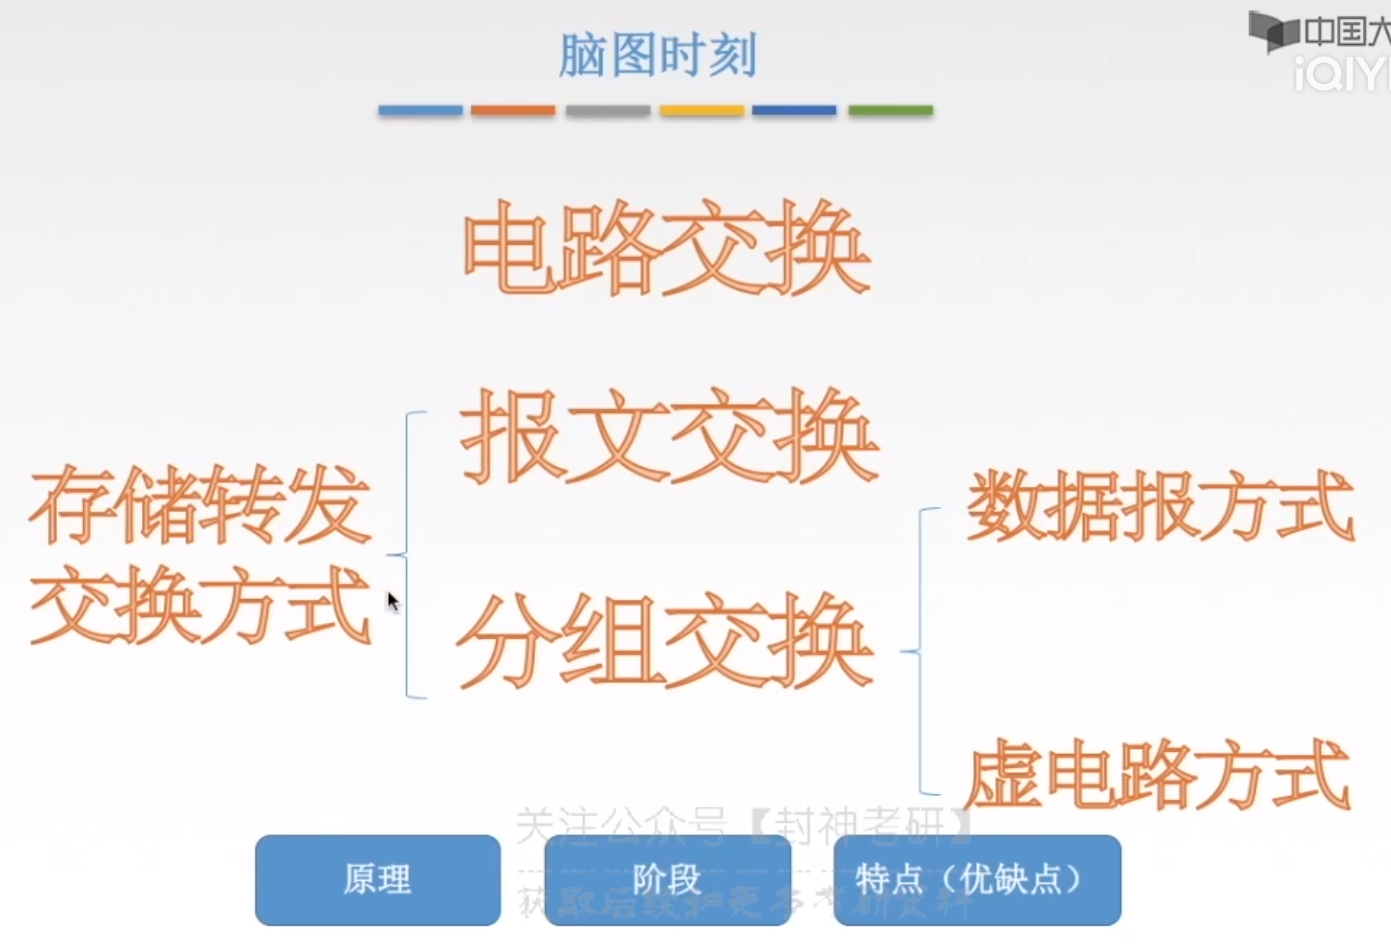 脑图时刻
中国大
iQIYI
电路交换
报文交换
存储转发
交换方式
数据报方式
分组交换
虚电路方式
关注公众号【封神考研】
原理
阶段
特点（优缺点）
获取后续和更多考研资料